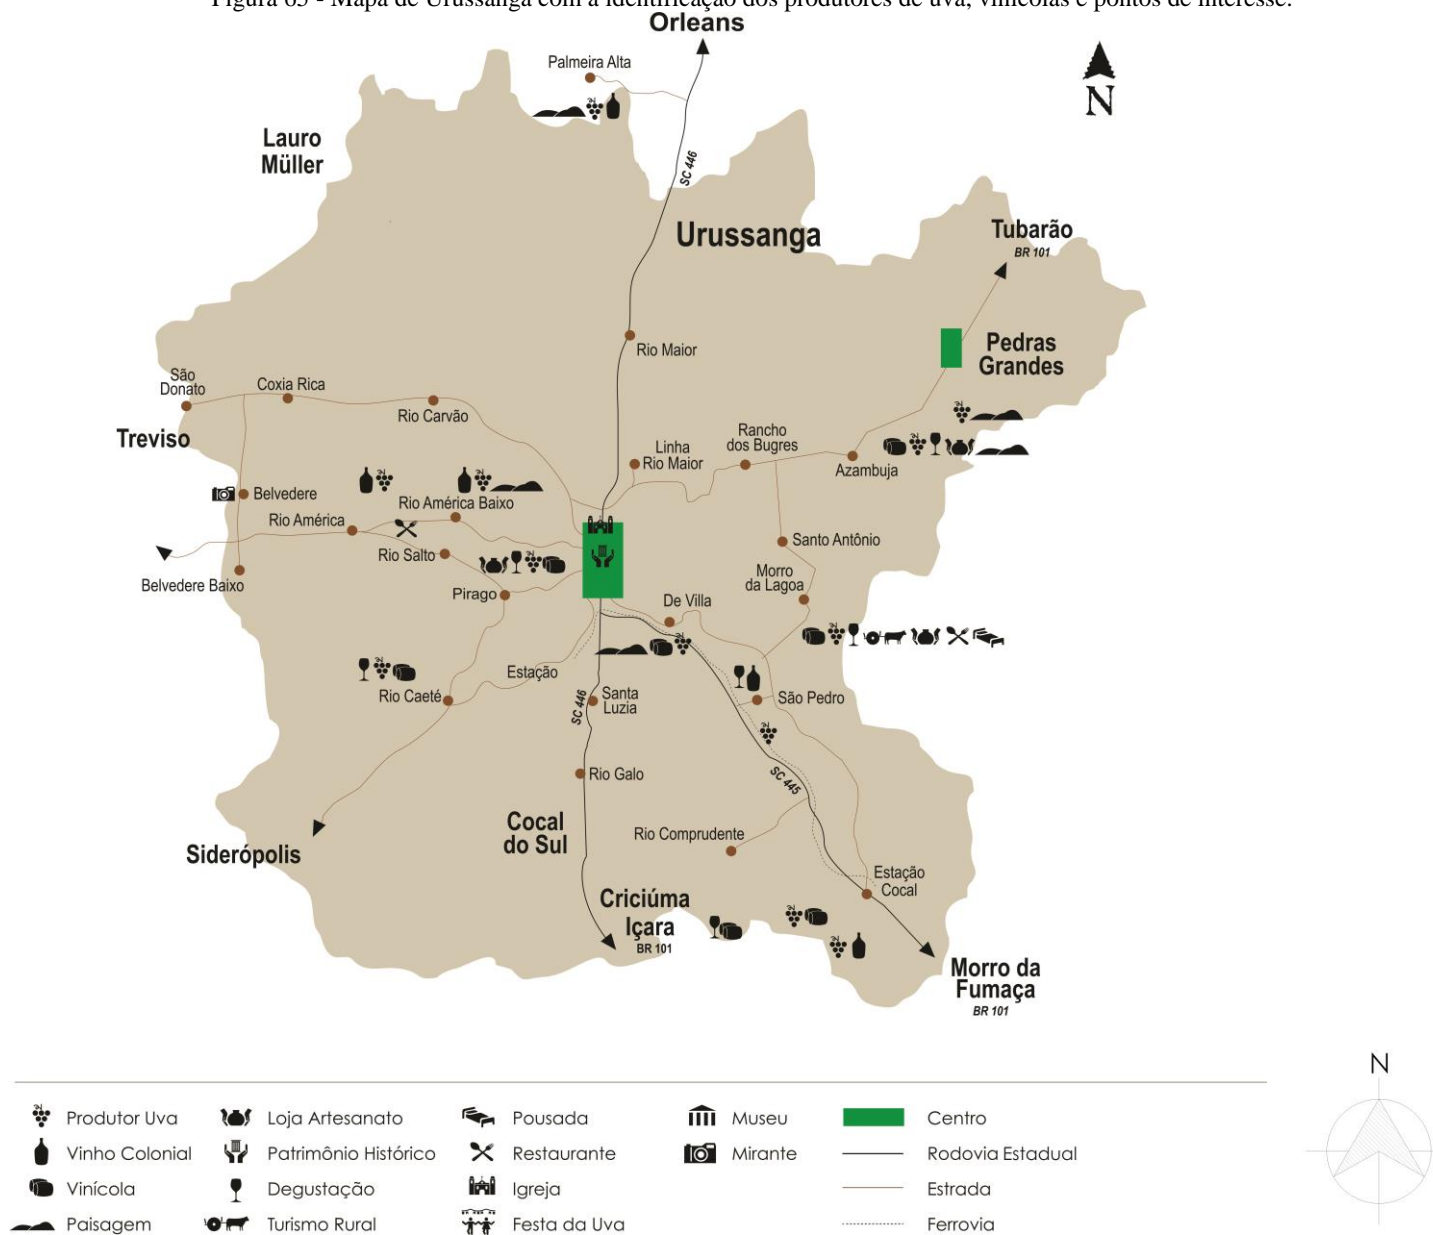 Figura 65 - Mapa de Urussanga com a identificação dos produtores de uva, vinícolas e pontos de interesse.
Orleans
Palmeira Alta
N
Lauro
Müller
SC 446
Urussanga
Tubarão
BR 101
Rio Maior
Pedras
Grandes
São
Donato
Coxia Rica
Rio Carvão
Treviso
Linha
Rio Maior
Rancho
dos Bugres
Azambuja
Belvedere
Rio América Baixo
Rio América
Rio Salto
Santo Antônio
Belvedere Baixo
Pirago
Morro
da Lagoa
De Villa
Estação
Rio Caeté
Santa
Luzia
São Pedro
SC 446
Rio Galo
SC 445
Cocal
do Sul
Rio Comprudente
Siderópolis
Estação
Cocal
Criciúma
Içara
BR 101
Morro da
Fumaça
BR 101
N
Produtor Uva
Loja Artesanato
Pousada
Museu
Centro
Vinho Colonial
Patrimônio Histórico
Restaurante
Mirante
Rodovia Estadual
Vinícola
Degustação
Igreja
Estrada
Paisagem
Turismo Rural
Festa da Uva
Ferrovia